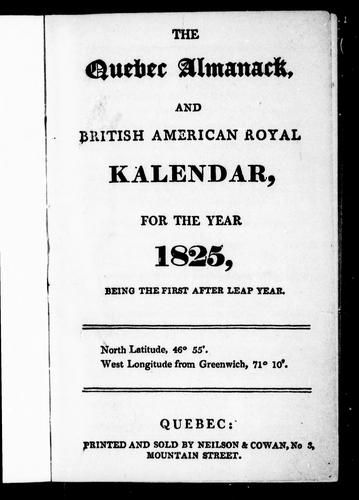 THE
Quebec Almanack,
AND
BRITISH AMERICAN ROYAL
KALENDAR,
FOR THE YEAR
1825,
BEING THE FIRST AFTER LEAP YEAR.
North Latitude, 46° 55'.
West Longitude from Greenwich, 71° 10'.
QUEBEC:
PRINTED AND SOLD BY NEILSON & COWAN, No 3,
MOUNTAIN STREET.